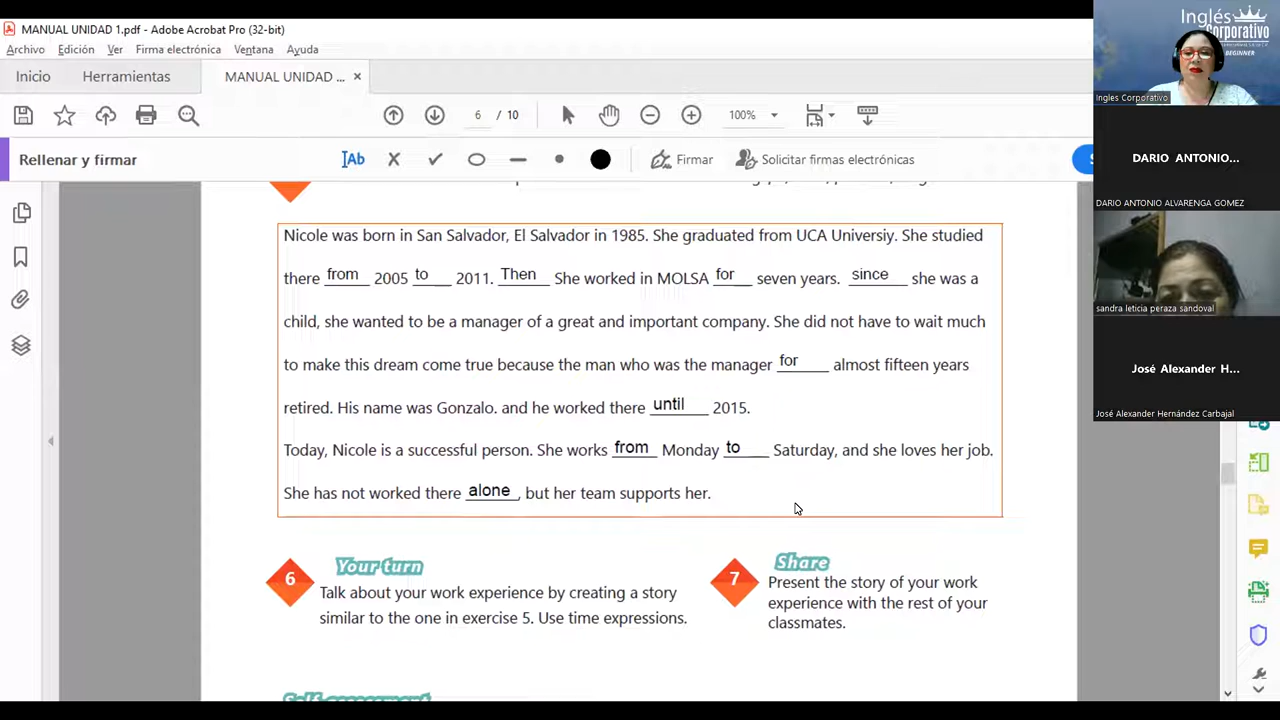 MANUAL UNIDAD 1.pdf - Adobe Acrobat Pro (32-bit)
Archivo Edición Ver Firma electrónica Ventana Ayuda
Inicio Herramientas MANUAL UNIDAD ... ×
6 / 10 100%
Rellenar y firmar Ab Firmar Solicitar firmas electrónicas
Nicole was born in San Salvador, El Salvador in 1985. She graduated from UCA Universiy. She studied
there from 2005 to 2011. Then She worked in MOLSA for seven years. since she was a
child, she wanted to be a manager of a great and important company. She did not have to wait much
to make this dream come true because the man who was the manager for almost fifteen years
retired. His name was Gonzalo. and he worked there until 2015.
Today, Nicole is a successful person. She works from Monday to Saturday, and she loves her job.
She has not worked there alone, but her team supports her.
6 Your turn
Talk about your work experience by creating a story
similar to the one in exercise 5. Use time expressions.
7 Share
Present the story of your work
experience with the rest of your
classmates.
Self-assessment
Inglés
Corporativo
BEGINNER
Ingles Corporativo
DARIO ANTONIO...
DARIO ANTONIO ALVARENGA GOMEZ
sandra leticia peraza sandoval
José Alexander H...
José Alexander Hernández Carbajal